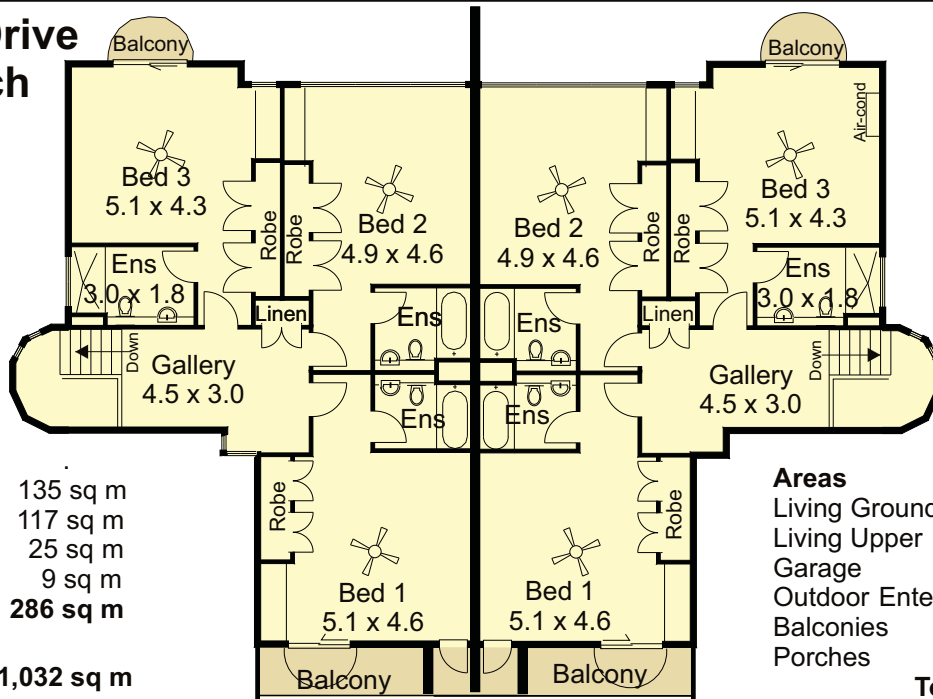 Drive
ch
Balcony
Balcony
Air-cond
Bed 3
5.1 x 4.3
Robe
Robe
Bed 2
4.9 x 4.6
Bed 2
4.9 x 4.6
Robe
Robe
Bed 3
5.1 x 4.3
Ens
3.0 x 1.8
Ens
3.0 x 1.8
Linen
Ens
Ens
Linen
Down
Gallery
4.5 x 3.0
Down
Gallery
4.5 x 3.0
Ens
Ens
.
135 sq m
117 sq m
25 sq m
9 sq m
286 sq m
1,032 sq m
Robe
Bed 1
5.1 x 4.6
Bed 1
5.1 x 4.6
Robe
Balcony
Balcony
Areas
Living Ground
Living Upper
Garage
Outdoor Ente
Balconies
Porches
To